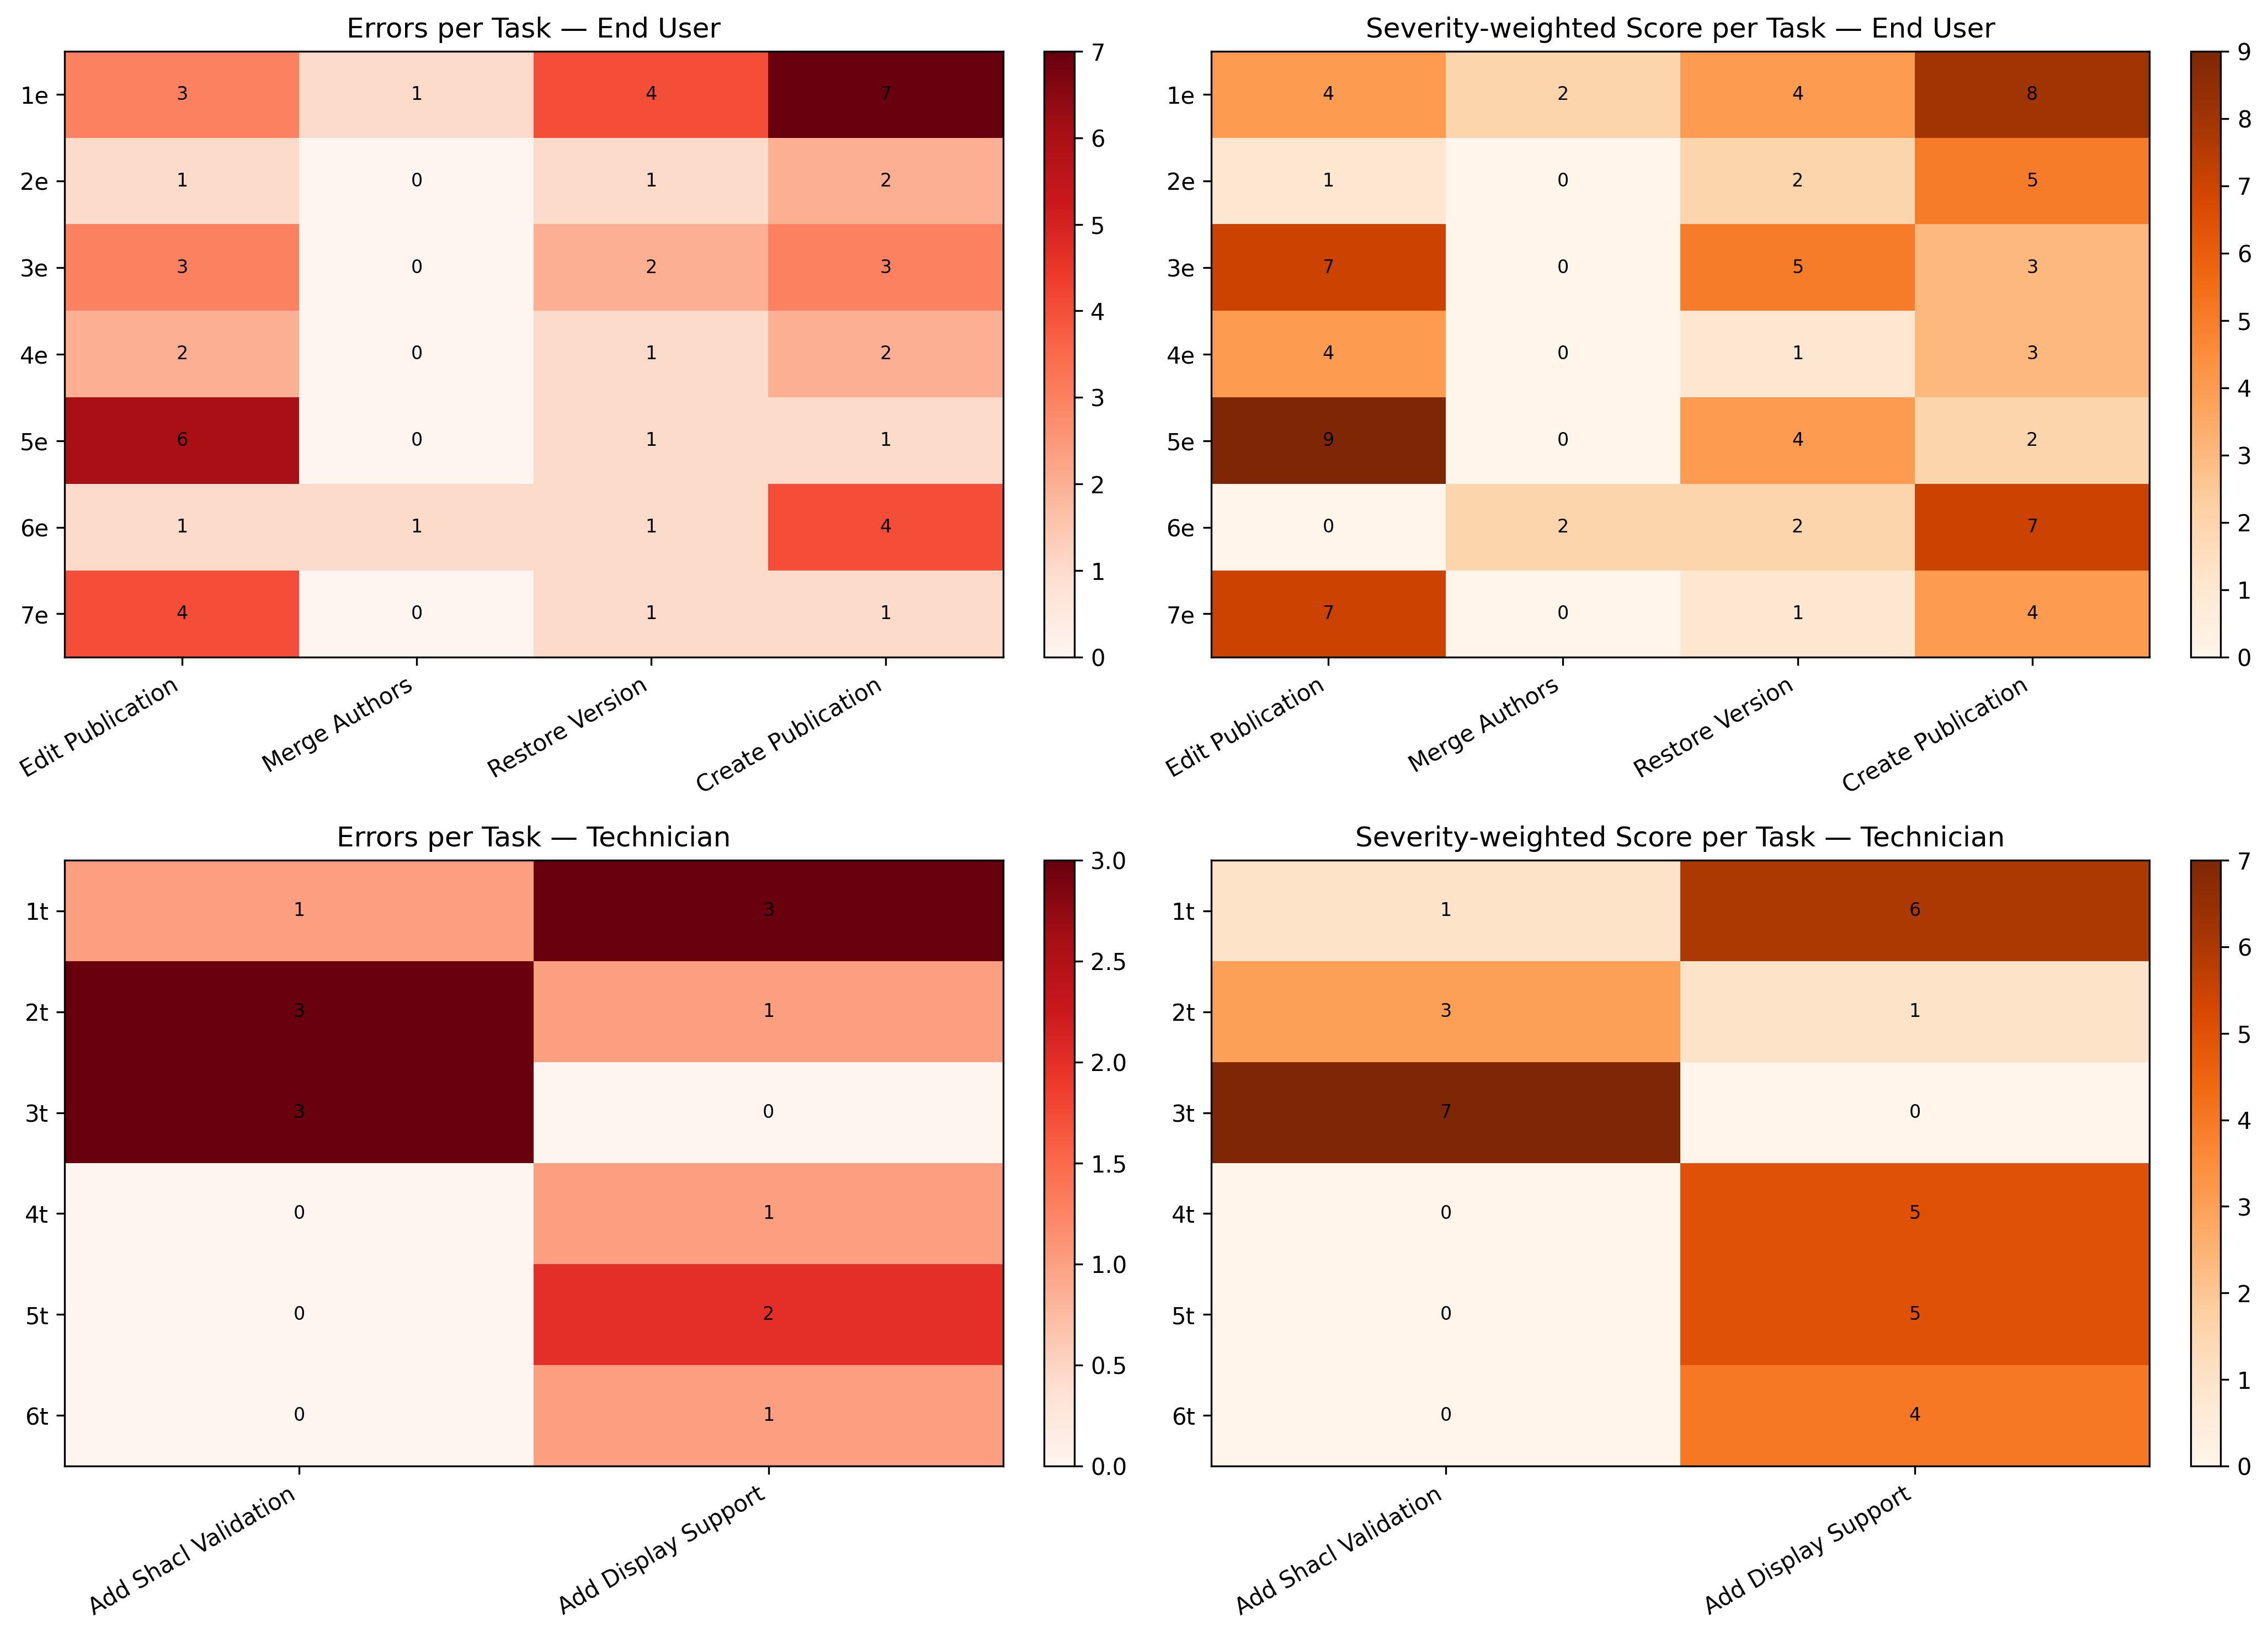 Errors per Task — End User
1e 3 1 4 7
2e 1 0 1 2
3e 3 0 2 3
4e 2 0 1 2
5e 6 0 1 1
6e 1 1 1 4
7e 4 0 1 1
Edit Publication
Merge Authors
Restore Version
Create Publication
7
6
5
4
3
2
1
0
Severity-weighted Score per Task — End User
1e 4 2 4 8
2e 1 0 2 5
3e 7 0 5 3
4e 4 0 1 3
5e 9 0 4 2
6e 0 2 2 7
7e 7 0 1 4
Edit Publication
Merge Authors
Restore Version
Create Publication
9
8
7
6
5
4
3
2
1
0
Errors per Task — Technician
1t 1 3
2t 3 1
3t 3 0
4t 0 1
5t 0 2
6t 0 1
Add Shacl Validation
Add Display Support
3.0
2.5
2.0
1.5
1.0
0.5
0.0
Severity-weighted Score per Task — Technician
1t 1 6
2t 3 1
3t 7 0
4t 0 5
5t 0 5
6t 0 4
Add Shacl Validation
Add Display Support
7
6
5
4
3
2
1
0